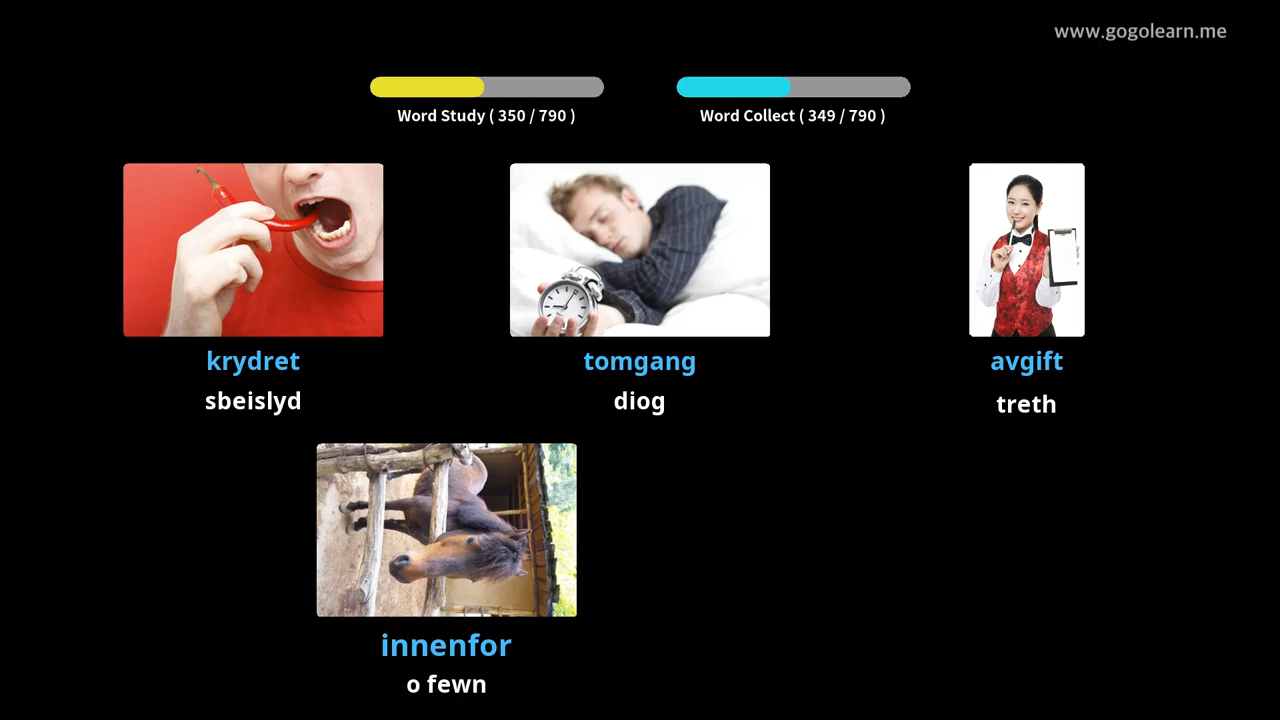 www.gogolearn.me
Word Study ( 350 / 790 )
Word Collect ( 349 / 790 )
krydret
tomgang
avgift
sbeislyd
diog
treth
innenfor
o fewn